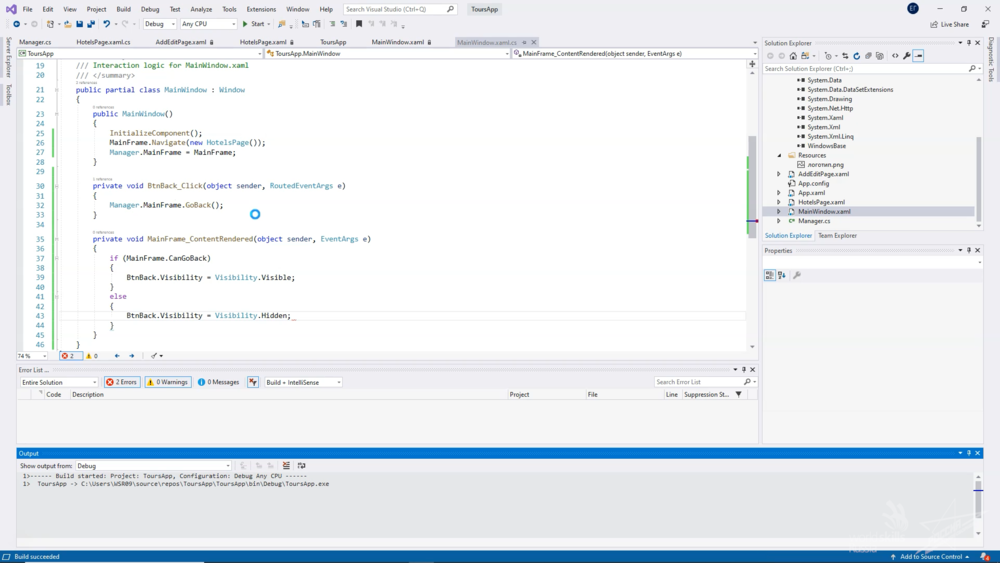 File Edit View Project Build Debug Test Analyze Tools Extensions Window Help Search Visual Studio (Ctrl+Q) ToursApp
Debug Any CPU Start Live Share
Manager.cs HotelsPage.xaml.cs AddEditPage.xaml HotelsPage.xaml ToursApp MainWindow.xaml MainWindow.xaml.cs
ToursApp ToursApp.MainWindow MainFrame_ContentRendered(object sender, EventArgs e)
Server Explorer
Toolbox
19 /// Interaction logic for MainWindow.xaml
20 /// </summary>
21 public partial class MainWindow : Window
22 {
23 public MainWindow()
24 {
25 InitializeComponent();
26 MainFrame.Navigate(new HotelsPage());
27 Manager.MainFrame = MainFrame;
28 }
29
30 private void BtnBack_Click(object sender, RoutedEventArgs e)
31 {
32 Manager.MainFrame.GoBack();
33 }
34
35 private void MainFrame_ContentRendered(object sender, EventArgs e)
36 {
37 if (MainFrame.CanGoBack)
38 {
39 BtnBack.Visibility = Visibility.Visible;
40 }
41 else
42 {
43 BtnBack.Visibility = Visibility.Hidden;
44 }
45 }
46 }
74 % 2 0
Error List ...
Entire Solution 2 Errors 0 Warnings 0 Messages Build + IntelliSense Search Error List
Code Description Project File Line Suppression St...
Output
Show output from: Debug
1>------ Build started: Project: ToursApp, Configuration: Debug Any CPU ------
1> ToursApp -> C:\Users\WSR09\source\repos\ToursApp\ToursApp\bin\Debug\ToursApp.exe
Solution Explorer
Search Solution Explorer (Ctrl+;)
System.Data
System.Data.DataSetExtensions
System.Drawing
System.Net.Http
System.Xaml
System.Xml
System.Xml.Linq
WindowsBase
Resources
логотип.png
AddEditPage.xaml
App.config
App.xaml
HotelsPage.xaml
MainWindow.xaml
Manager.cs
Solution Explorer Team Explorer
Properties
Diagnostic Tools
Build succeeded Add to Source Control